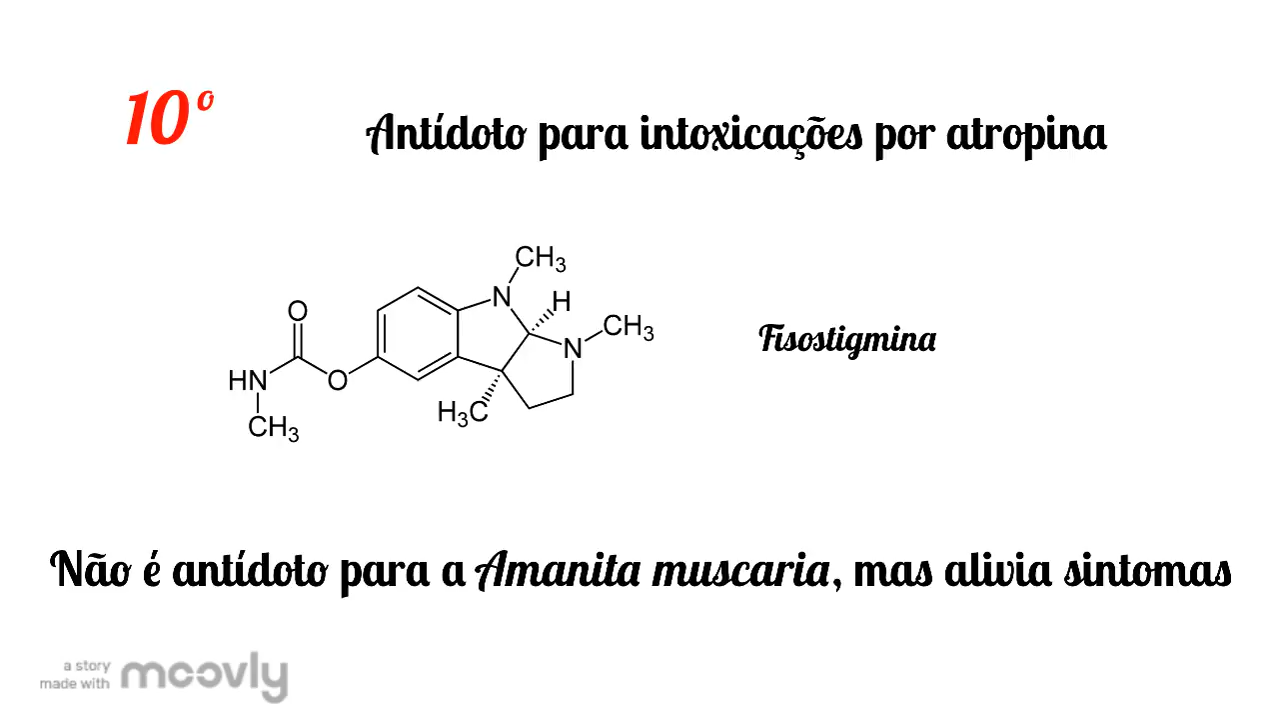 10º
Antídoto para intoxicações por atropina
CH3
N
H
CH3
O
N
HN
O
H3C
CH3
Fisostigmina
Não é antídoto para a Amanita muscaria, mas alivia sintomas
a story
made with moovly